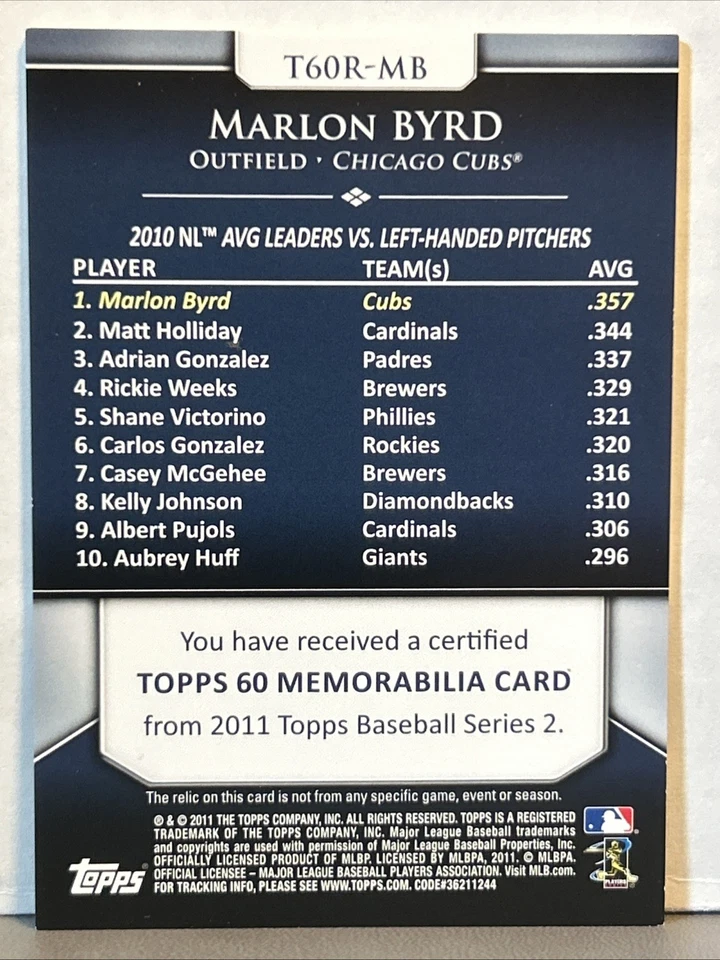 T60R-MB
MARLON BYRD
OUTFIELD · CHICAGO CUBS®
2010 NL™ AVG LEADERS VS. LEFT-HANDED PITCHERS
PLAYER TEAM(s) AVG
1. Marlon Byrd Cubs .357
2. Matt Holliday Cardinals .344
3. Adrian Gonzalez Padres .337
4. Rickie Weeks Brewers .329
5. Shane Victorino Phillies .321
6. Carlos Gonzalez Rockies .320
7. Casey McGehee Brewers .316
8. Kelly Johnson Diamondbacks .310
9. Albert Pujols Cardinals .306
10. Aubrey Huff Giants .296
You have received a certified
TOPPS 60 MEMORABILIA CARD
from 2011 Topps Baseball Series 2.
The relic on this card is not from any specific game, event or season.
® & © 2011 THE TOPPS COMPANY, INC. ALL RIGHTS RESERVED. TOPPS IS A REGISTERED
TRADEMARK OF THE TOPPS COMPANY, INC. Major League Baseball trademarks
and copyrights are used with permission of Major League Baseball Properties, Inc.
OFFICIALLY LICENSED PRODUCT OF MLBP. LICENSED BY MLBPA, 2011. © MLBPA.
OFFICIAL LICENSEE – MAJOR LEAGUE BASEBALL PLAYERS ASSOCIATION. Visit MLB.com.
FOR TRACKING INFO, PLEASE SEE WWW.TOPPS.COM. CODE#36211244
topps
PLAYERS